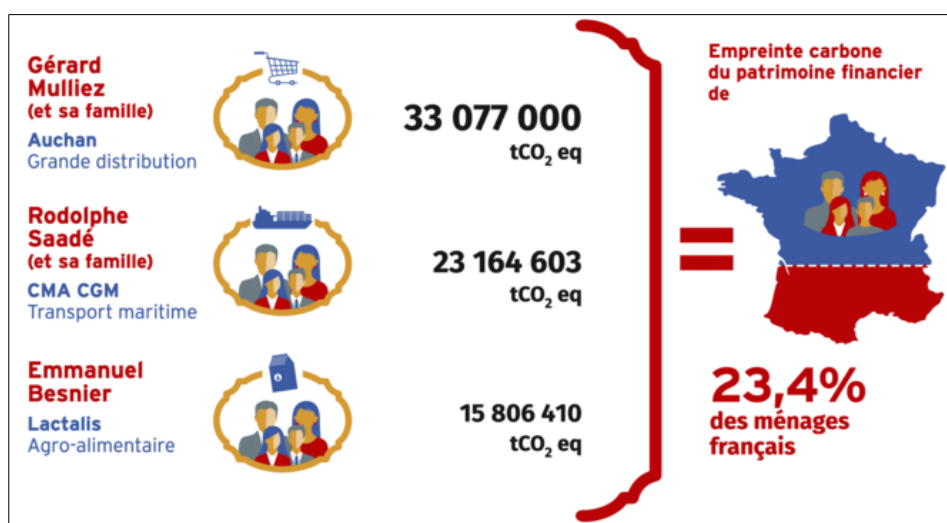 Gérard
Mulliez
(et sa famille)
Auchan
Grande distribution
33 077 000
tCO₂ eq
Rodolphe
Saadé
(et sa famille)
CMA CGM
Transport maritime
23 164 603
tCO₂ eq
Emmanuel
Besnier
Lactalis
Agro-alimentaire
15 806 410
tCO₂ eq
=
Empreinte carbone
du patrimoine financier
de
23,4%
des ménages
français